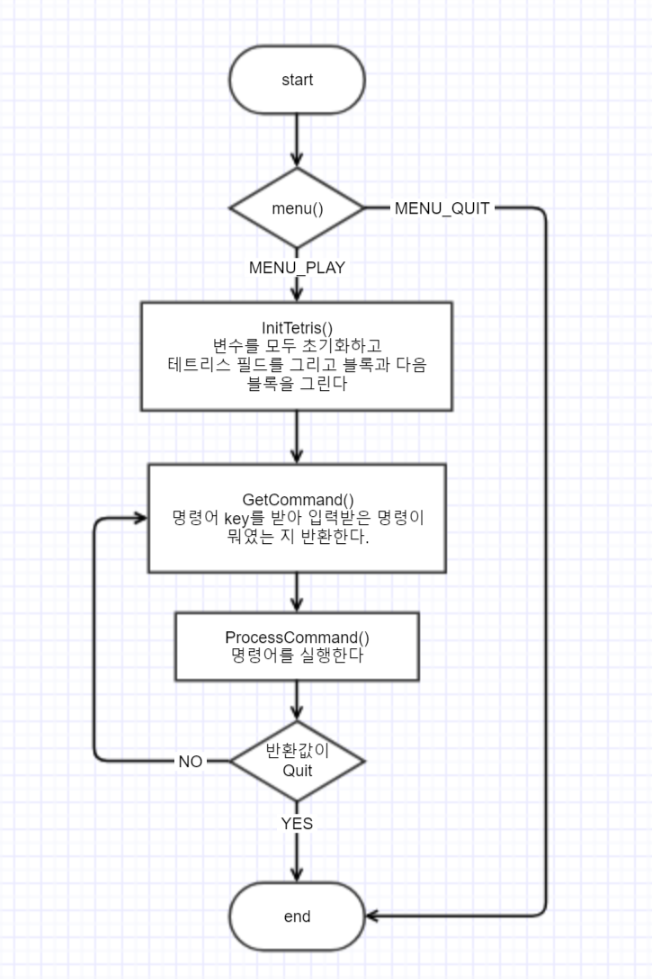 start
menu()
MENU_QUIT
MENU_PLAY
InitTetris()
변수를 모두 초기화하고
테트리스 필드를 그리고 블록과 다음
블록을 그린다
GetCommand()
명령어 key를 받아 입력받은 명령이
뭐였는 지 반환한다.
ProcessCommand()
명령어를 실행한다
반환값이
Quit
NO
YES
end